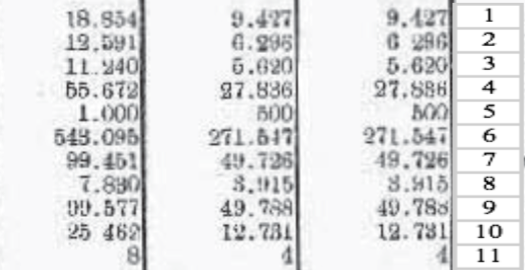 18.854 9.427 9.427 1
12.591 6.296 6 296 2
11.240 5.620 5.620 3
55.672 27.836 27.836 4
1.000 500 500 5
543.095 271.547 271.547 6
99.451 49.726 49.726 7
7.830 3.915 3.915 8
99.577 49.788 49.788 9
25 462 12.731 12.731 10
8 4 4 11